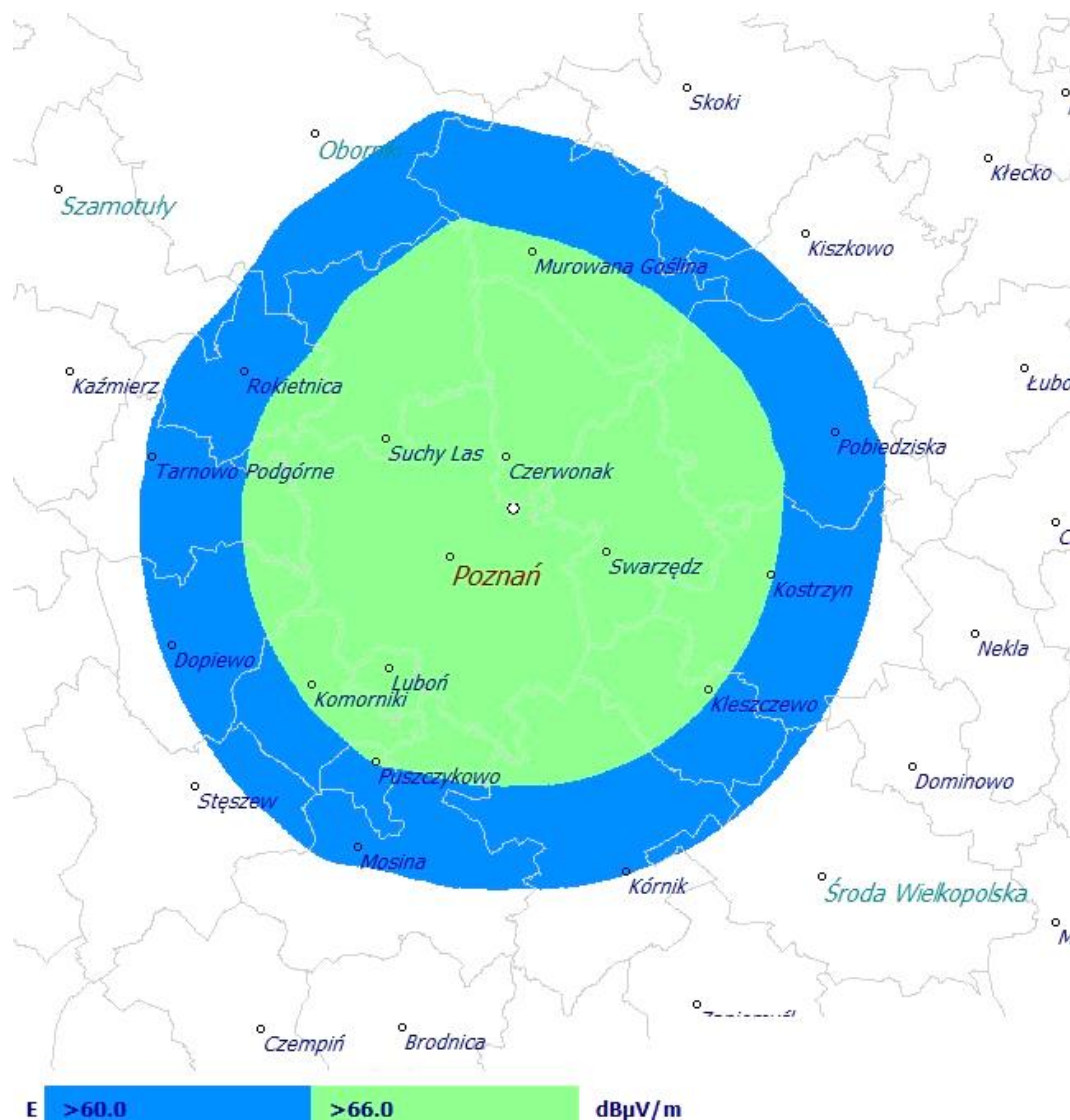 Skoki
Oborniki
Kłecko
Szamotuły
Kiszkowo
Murowana Goślina
Kaźmierz
Rokietnica
Pobiedziska
Suchy Las
Czerwonak
Tarnowo Podgórne
Swarzędz
Poznań
Kostrzyn
Nekla
Dopiewo
Luboń
Komorniki
Kleszczewo
Puszczykowo
Dominowo
Stęszew
Mosina
Kórnik
Środa Wielkopolska
Czempiń
Brodnica
E >60.0 >66.0 dBµV/m